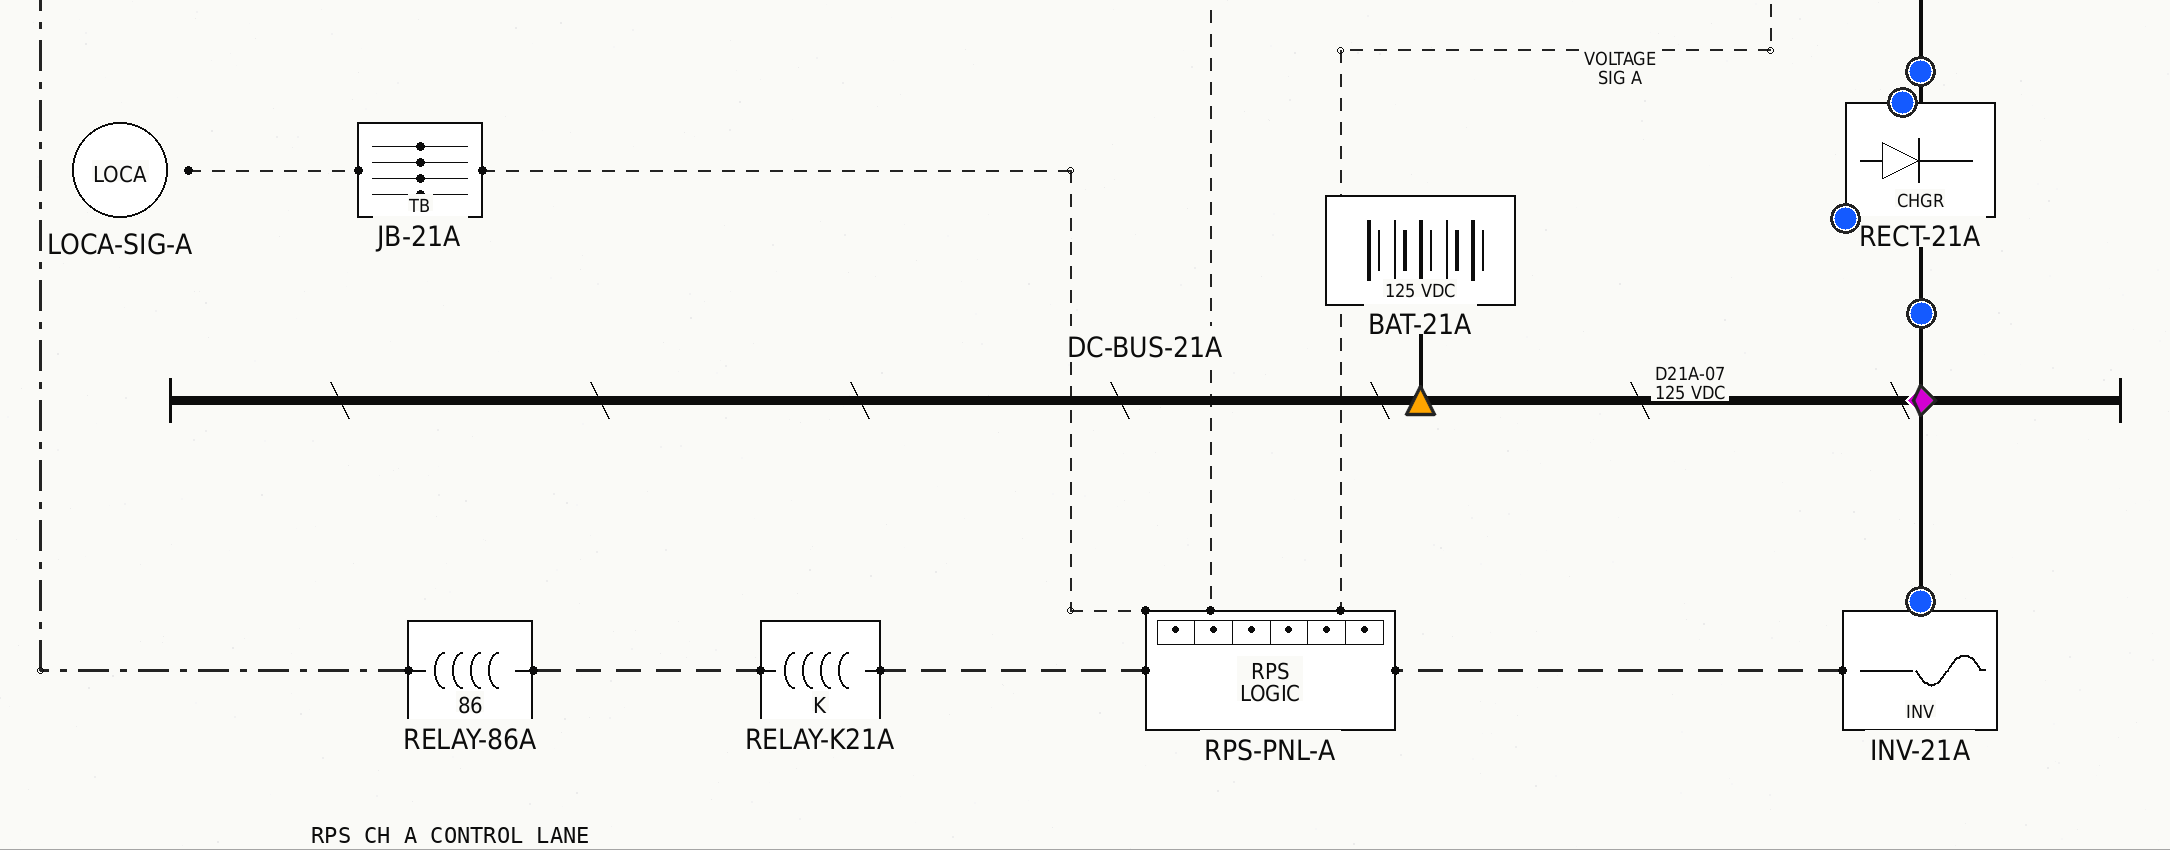 VOLTAGE
SIG A
LOCA
LOCA-SIG-A
TB
JB-21A
CHGR
RECT-21A
125 VDC
BAT-21A
DC-BUS-21A
D21A-07
125 VDC
86
RELAY-86A
K
RELAY-K21A
RPS
LOGIC
RPS-PNL-A
INV
INV-21A
RPS CH A CONTROL LANE